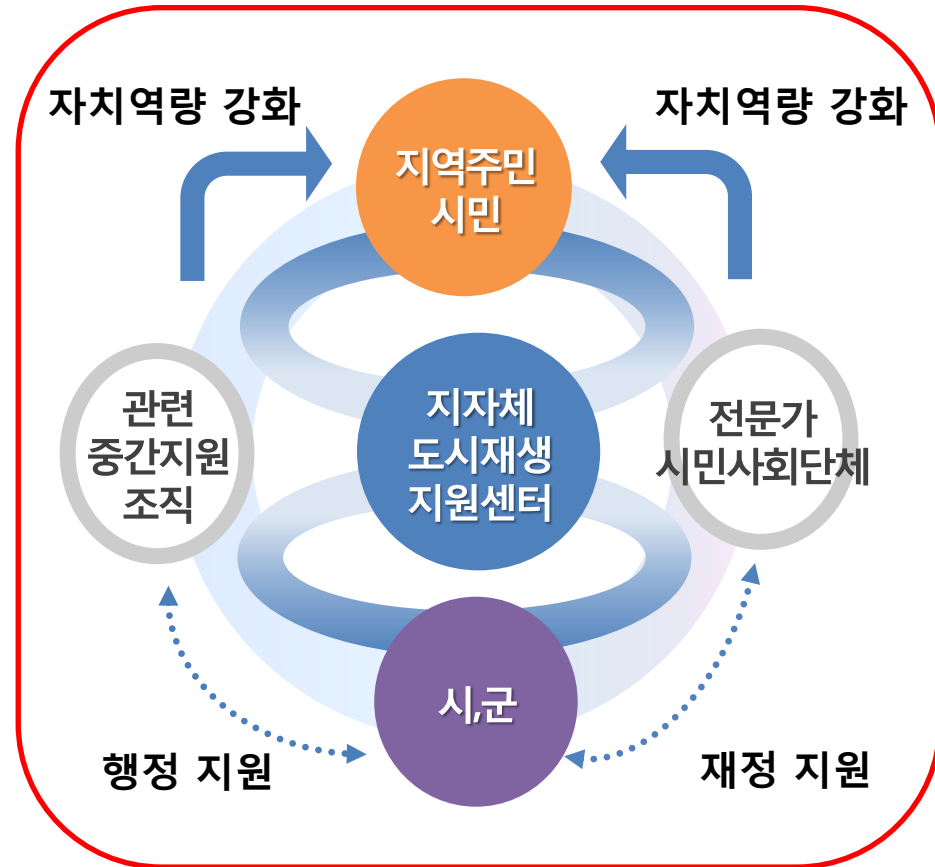 자치역량 강화
자치역량 강화
지역주민
시민
관련
중간지원
조직
지자체
도시재생
지원센터
전문가
시민사회단체
시,군
행정 지원
재정 지원